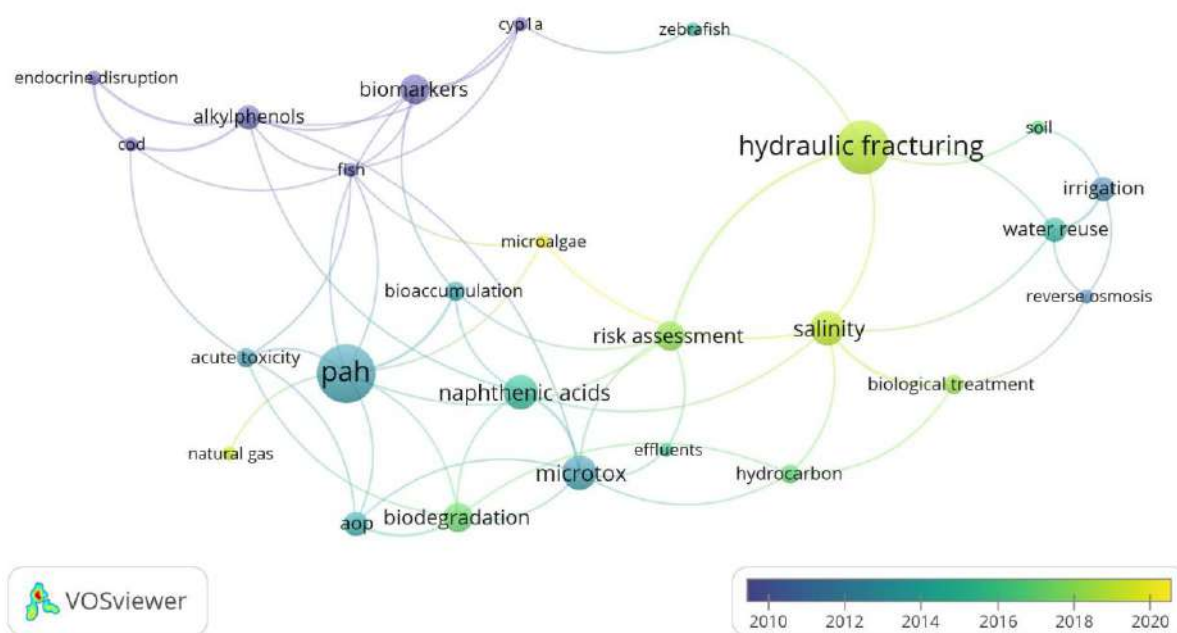 cyp1a
zebrafish
endocrine disruption
biomarkers
alkylphenols
soil
cod
hydraulic fracturing
fish
irrigation
water reuse
microalgae
bioaccumulation
reverse osmosis
risk assessment
salinity
acute toxicity
pah
biological treatment
naphthenic acids
natural gas
effluents
microtox
hydrocarbon
aop
biodegradation
VOSviewer
2010 2012 2014 2016 2018 2020